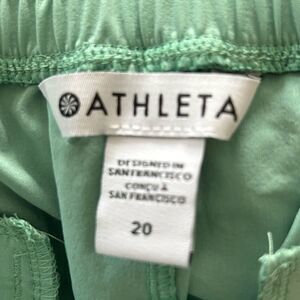 ATHLETA
DESIGNED IN
SAN FRANCISCO
CONÇU À
SAN FRANCISCO
20